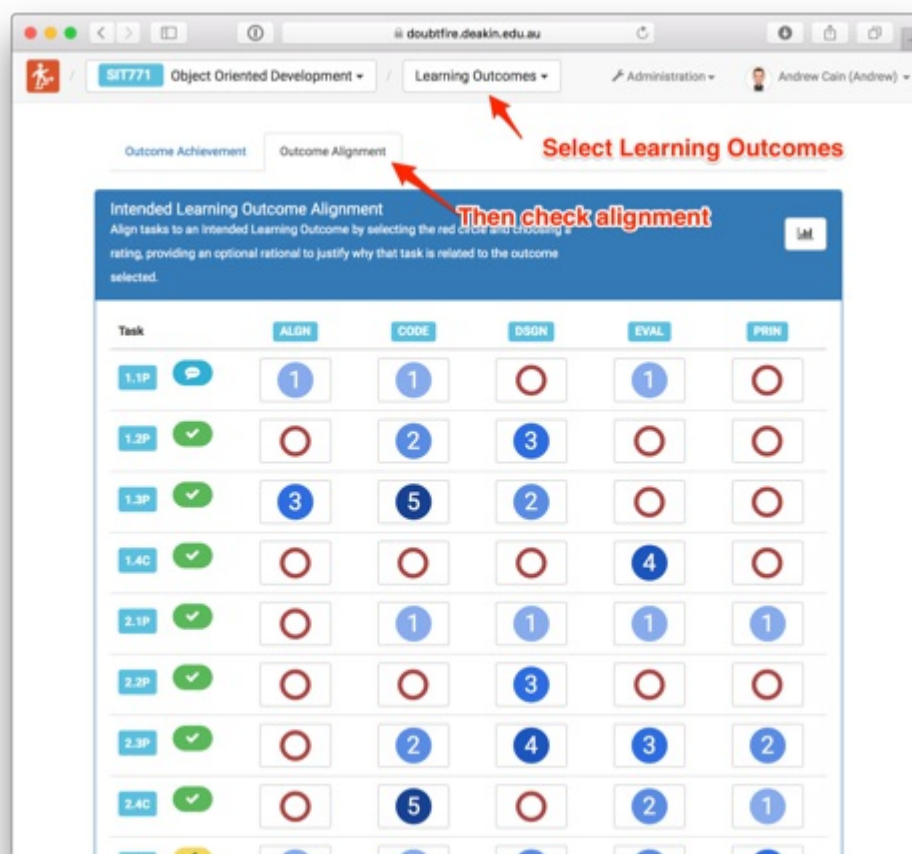 doubtfire.deakin.edu.au
SIT771 Object Oriented Development Learning Outcomes Administration Andrew Cain (Andrew)
Select Learning Outcomes
Outcome Achievement Outcome Alignment
Then check alignment
Intended Learning Outcome Alignment
Align tasks to an Intended Learning Outcome by selecting the red circle and choosing a
rating, providing an optional rational to justify why that task is related to the outcome
selected.
Task ALGN CODE DSGN EVAL PRIN
1.1P 1 1 1
1.2P 2 3
1.3P 3 5 2
1.4C 4
2.1P 1 1 1 1
2.2P 3
2.3P 2 4 3 2
2.4C 5 2 1